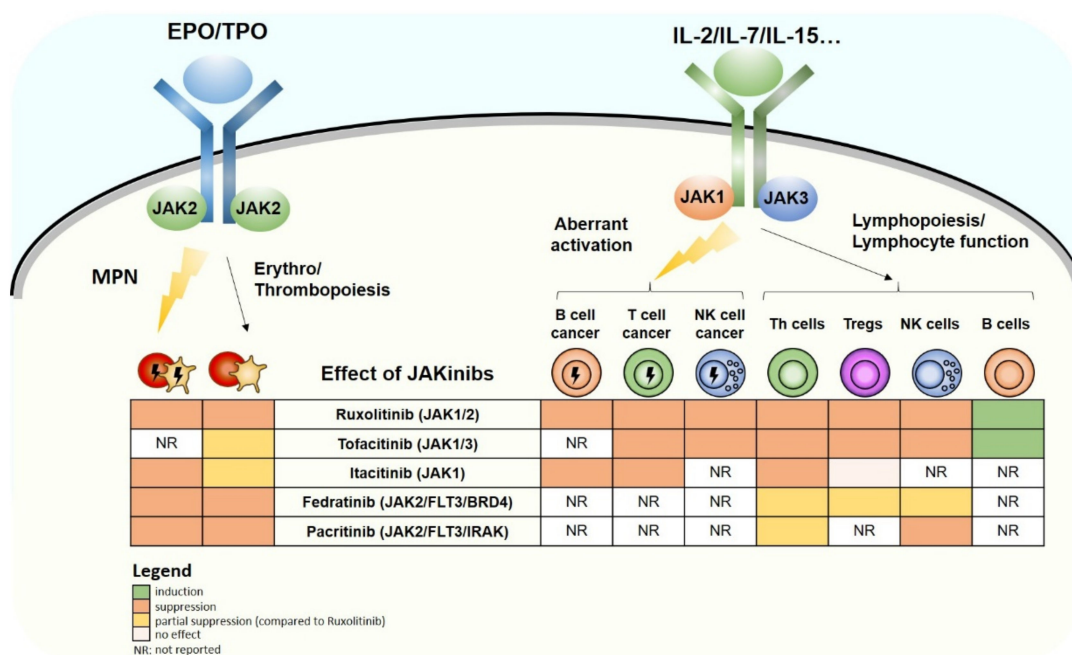 EPO/TPO
IL-2/IL-7/IL-15...
JAK2
JAK2
JAK1
JAK3
MPN
Erythro/
Thrombopoiesis
Aberrant
activation
Lymphopoiesis/
Lymphocyte function
B cell
cancer
T cell
cancer
NK cell
cancer
Th cells
Tregs
NK cells
B cells
Effect of JAKinibs
Ruxolitinib (JAK1/2)
NR
Tofacitinib (JAK1/3)
NR
Itacitinib (JAK1)
NR
NR
NR
Fedratinib (JAK2/FLT3/BRD4)
NR
NR
NR
NR
Pacritinib (JAK2/FLT3/IRAK)
NR
NR
NR
NR
NR
Legend
induction
suppression
partial suppression (compared to Ruxolitinib)
no effect
NR: not reported